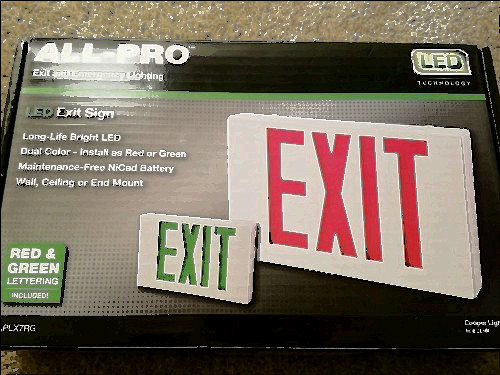 ALL-PRO
Exit and Emergency Lighting
LED
TECHNOLOGY
LED Exit Sign
Long-Life Bright LED
Dual Color - Install as Red or Green
Maintenance-Free NiCad Battery
Wall, Ceiling or End Mount
EXIT
EXIT
RED &
GREEN
LETTERING
INCLUDED!
APLX7RG
Cooper